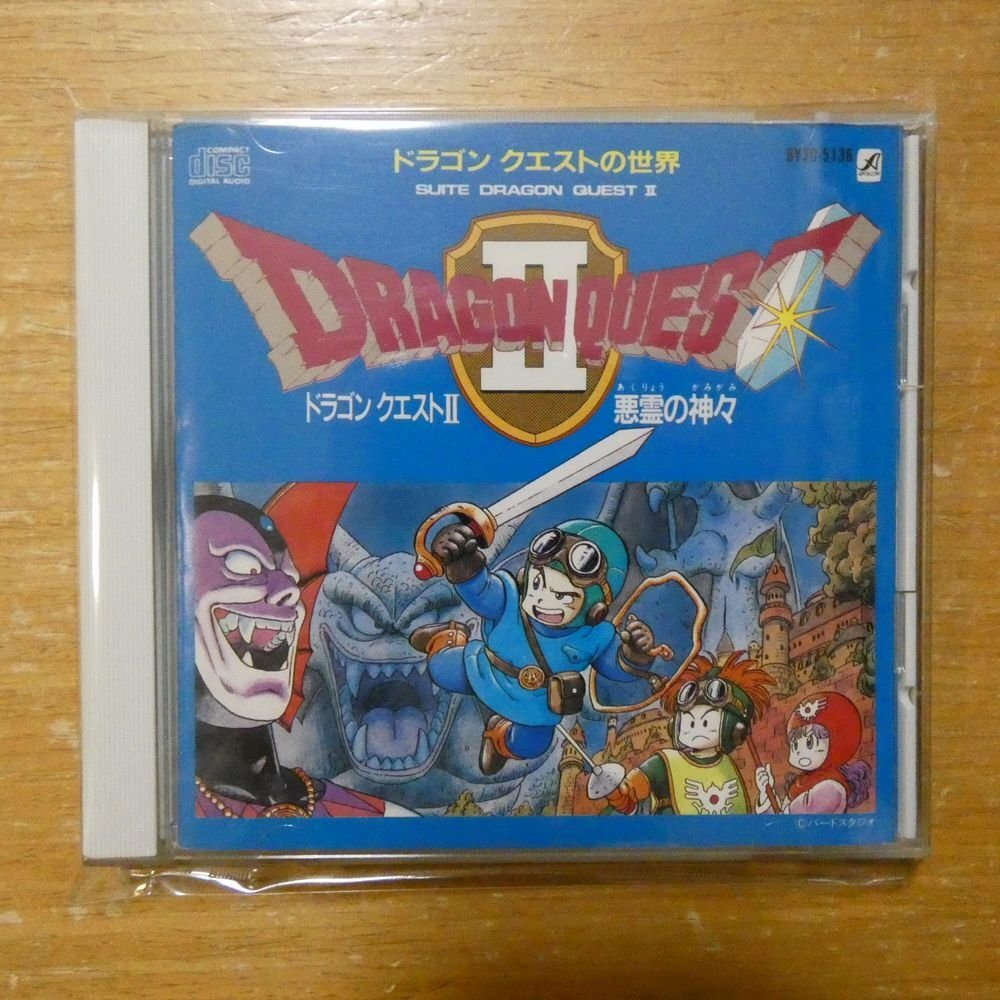 COMPACT
disc
DIGITAL AUDIO
ドラゴン クエストの世界
SUITE DRAGON QUEST II
BY30-5136
APOLLON
DRAGON QUEST
II
ドラゴン クエストII
あくりょう かみがみ
悪霊の神々
©バードスタジオ